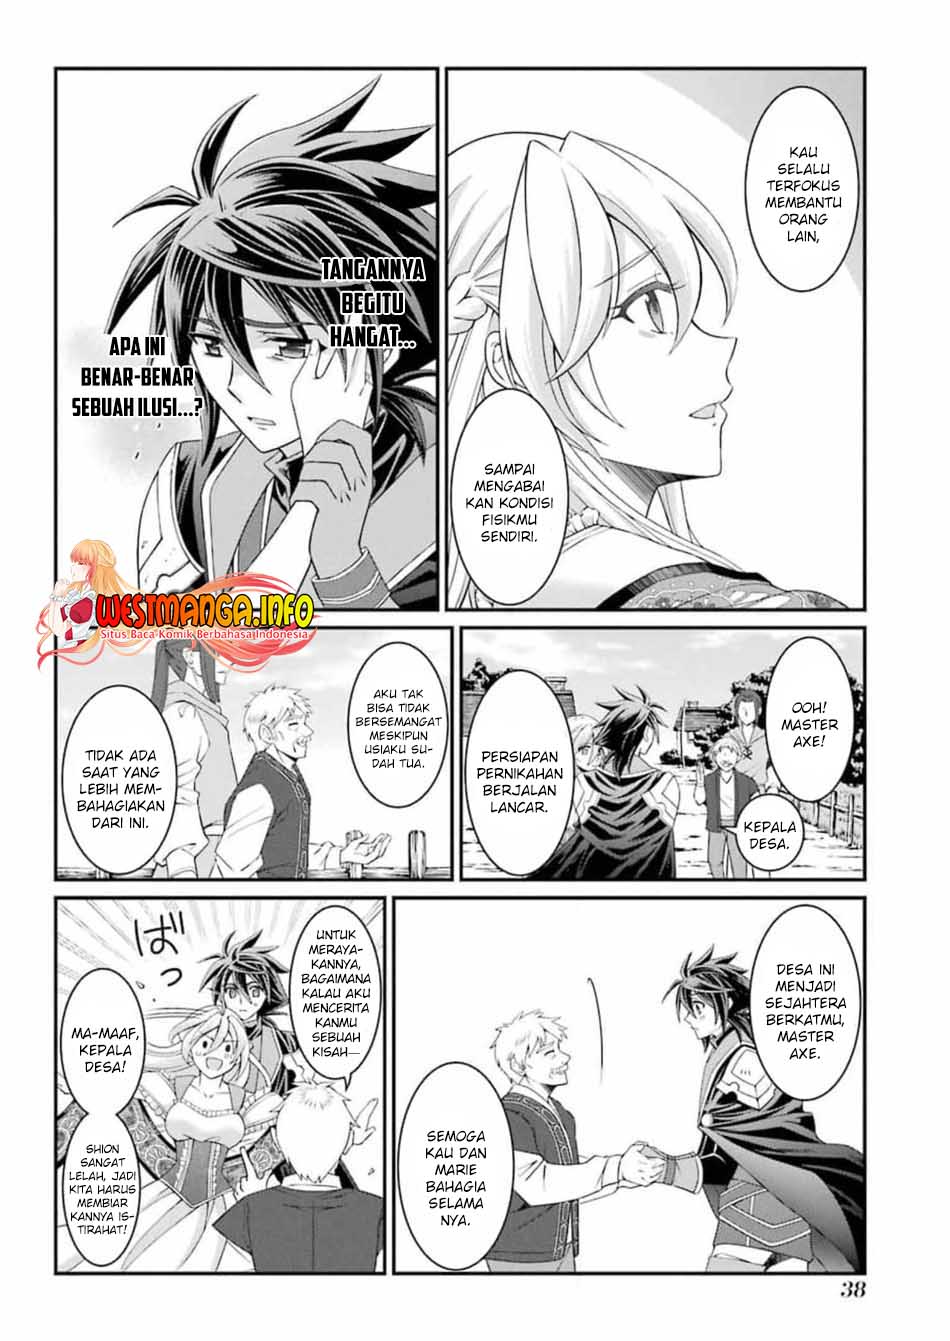 KAU
SELALU
TERFOKUS
MEMBANTU
ORANG
LAIN,
SAMPAI
MENGABAI
KAN KONDISI
FISIKMU
SENDIRI.
TANGANNYA
BEGITU
HANGAT...
APA INI
BENAR-BENAR
SEBUAH ILUSI...?
WESTMANGA.INFO
Situs Baca Komik Berbahasa Indonesia
OOH!
MASTER
AXE!
KEPALA
DESA.
PERSIAPAN
PERNIKAHAN
BERJALAN
LANCAR.
AKU TAK
BISA TIDAK
BERSEMANGAT
MESKIPUN
USIAKU SU-
DAH TUA.
TIDAK ADA
SAAT YANG
LEBIH MEM-
BAHAGIAKAN
DARI INI.
DESA INI
MENJADI
SEJAHTERA
BERKATMU,
MASTER
AXE.
SEMOGA
KAU DAN
MARIE
BAHAGIA
SELAMA
NYA.
UNTUK
MERAYA-
KANNYA,
BAGAIMANA
KALAU AKU
MENCERITA
KANMU
SEBUAH
KISAH—
ばっ
MA-MAAF,
KEPALA
DESA!
SHION
SANGAT
LELAH, JADI
KITA HARUS
MEMBIAR
KANNYA IS-
TIRAHAT!
38